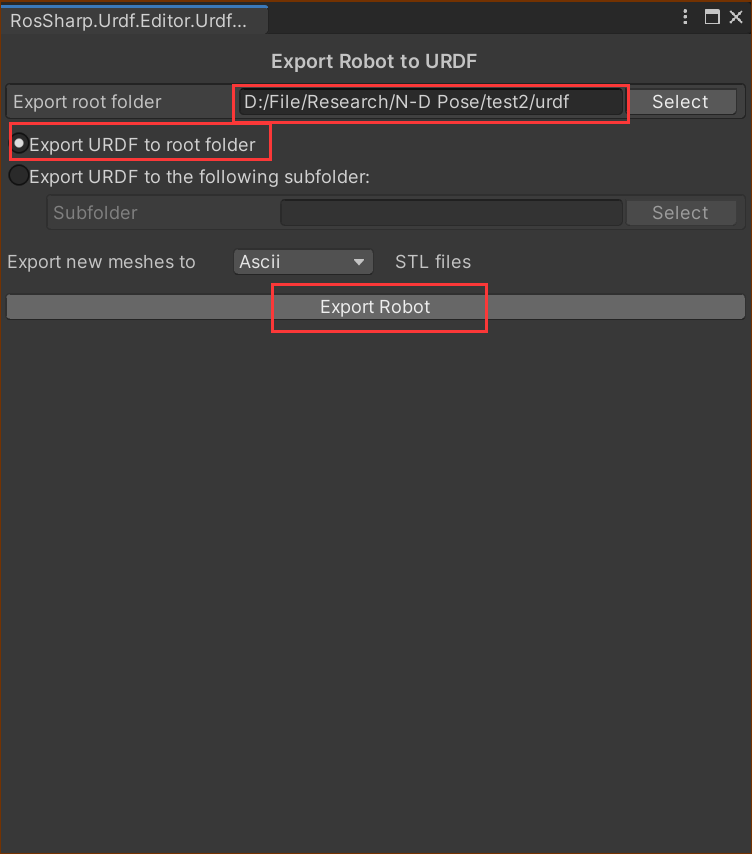 RosSharp.Urdf.Editor.Urdf...
Export Robot to URDF
Export root folder D:/File/Research/N-D Pose/test2/urdf Select
Export URDF to root folder
Export URDF to the following subfolder:
Subfolder Select
Export new meshes to Ascii STL files
Export Robot